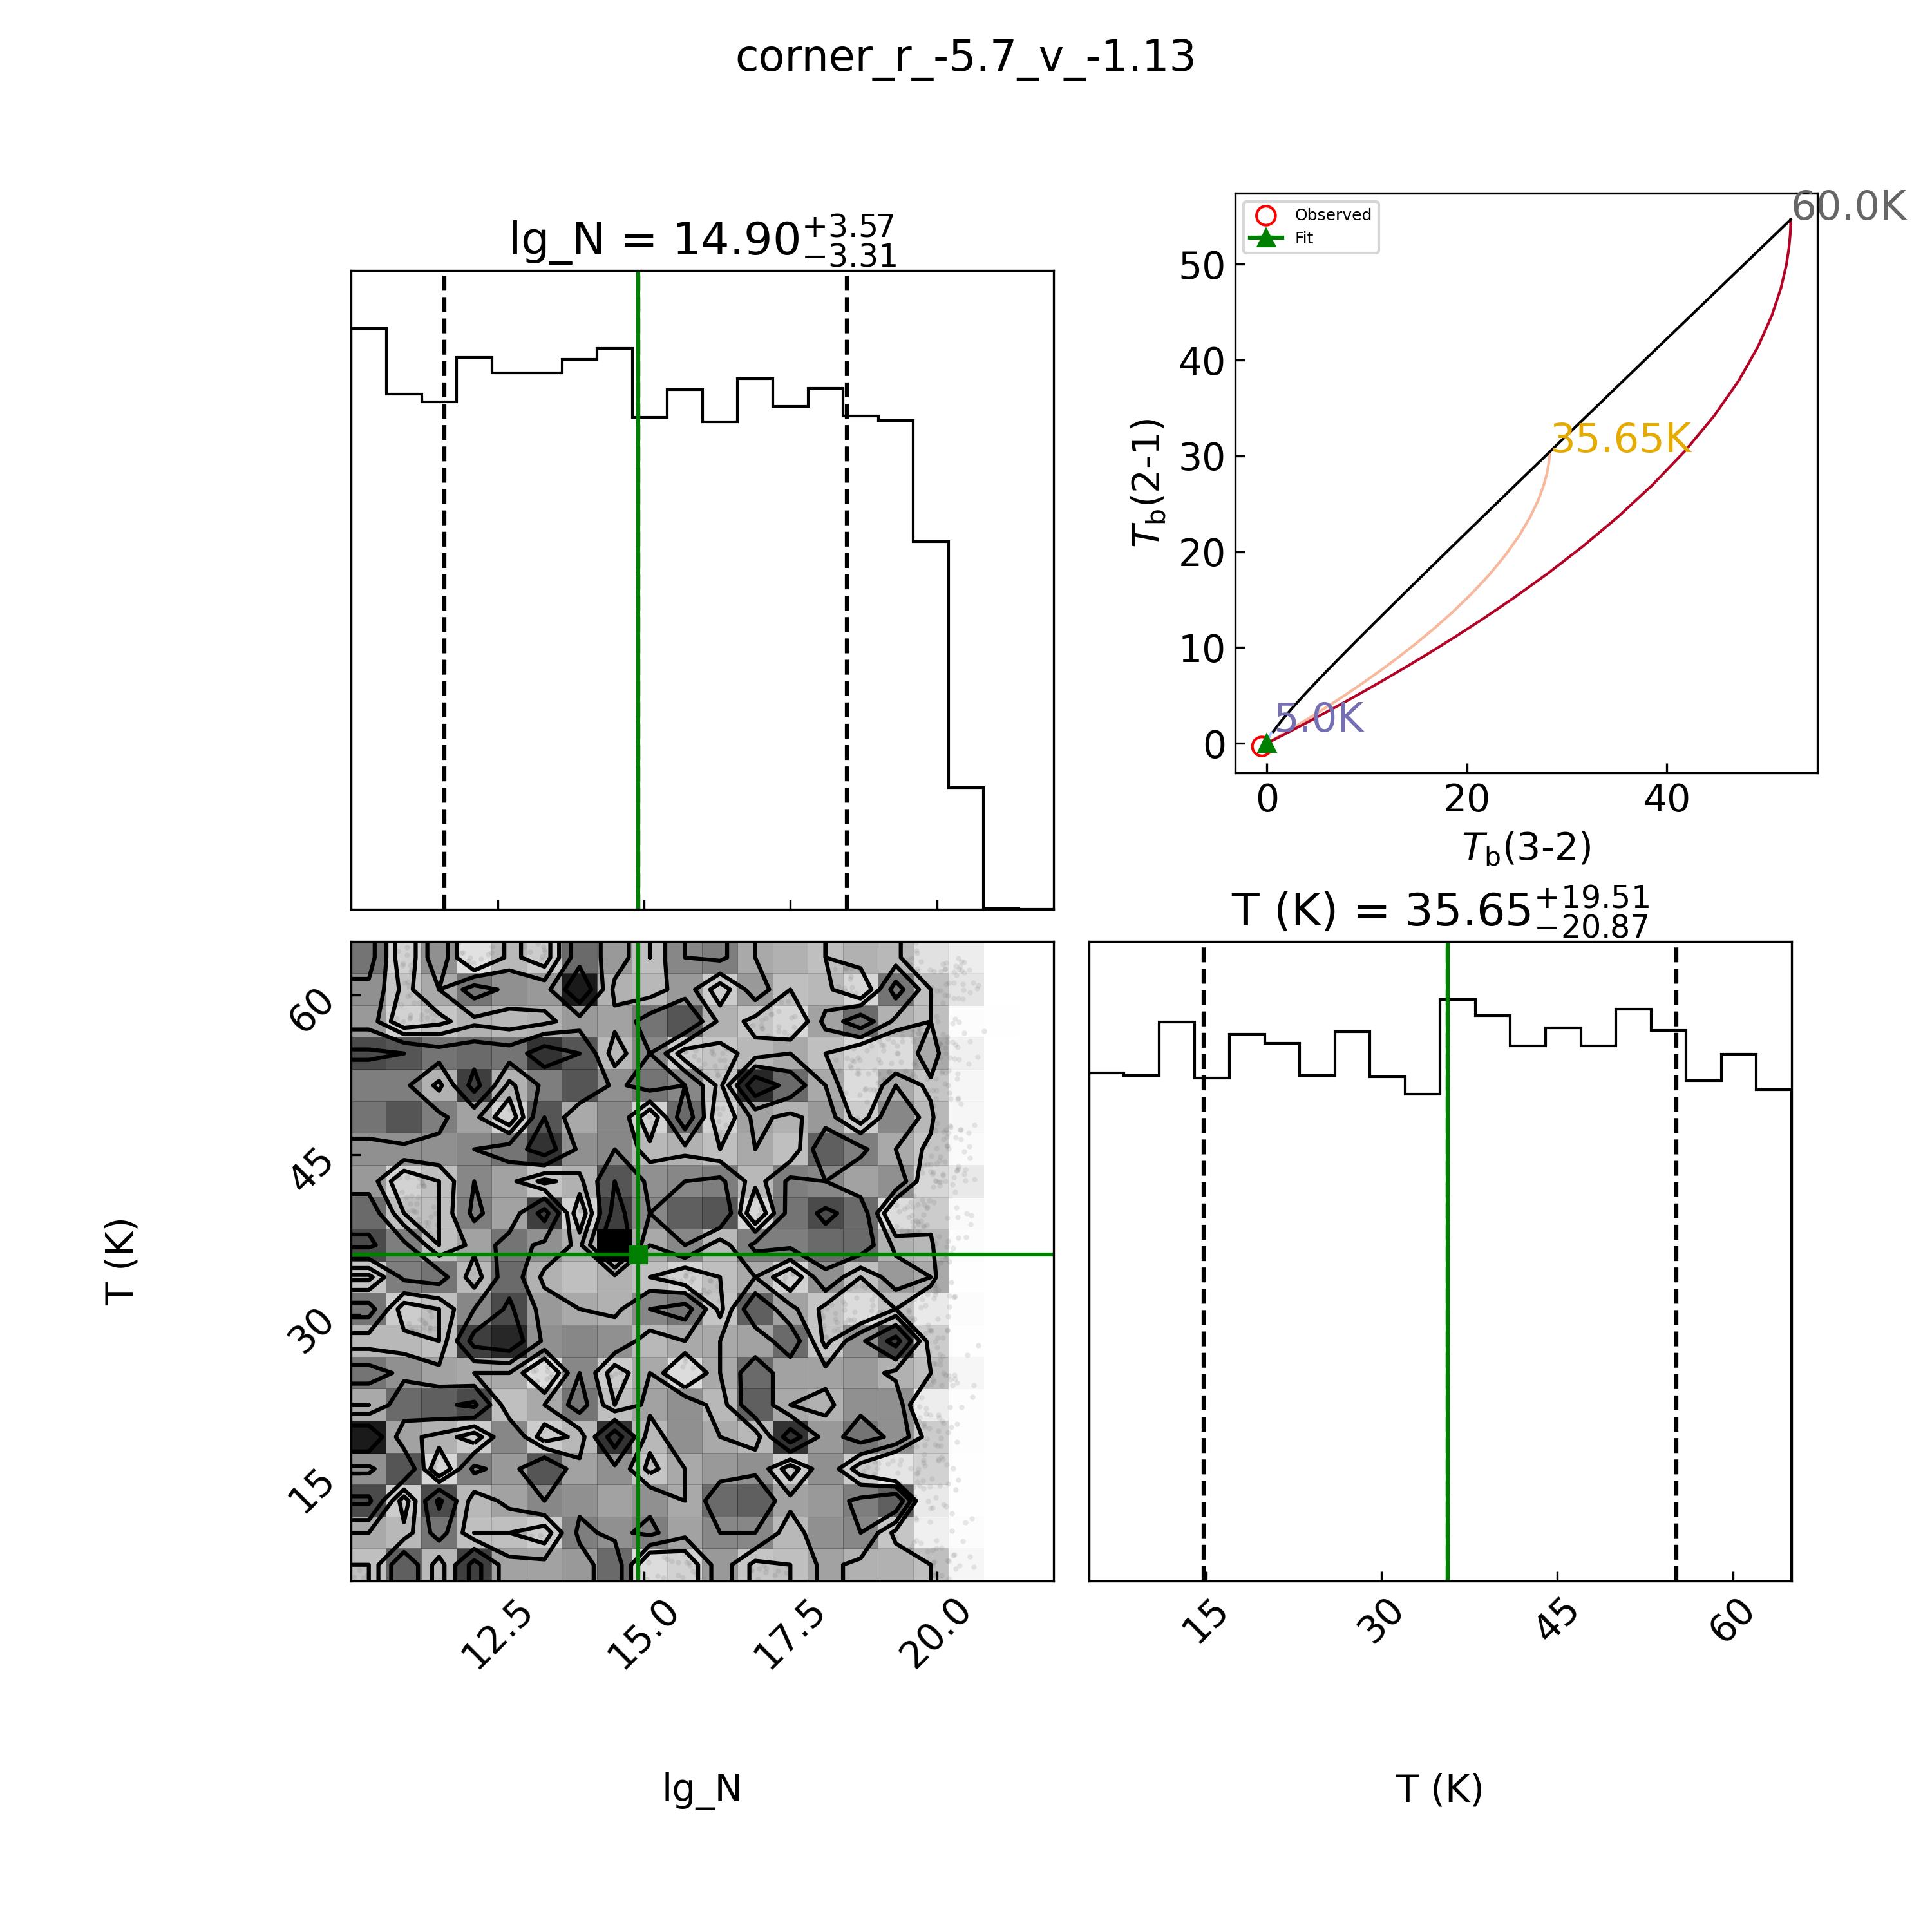 corner_r_-5.7_v_-1.13
lg_N = 14.90+3.57−3.31
60.0K
Observed
Fit
50
40
30
20
10
0
Tb(2-1)
35.65K
5.0K
0 20 40
Tb(3-2)
T (K) = 35.65+19.51−20.87
60
45
30
15
T (K)
12.5 15.0 17.5 20.0
15 30 45 60
lg_N
T (K)